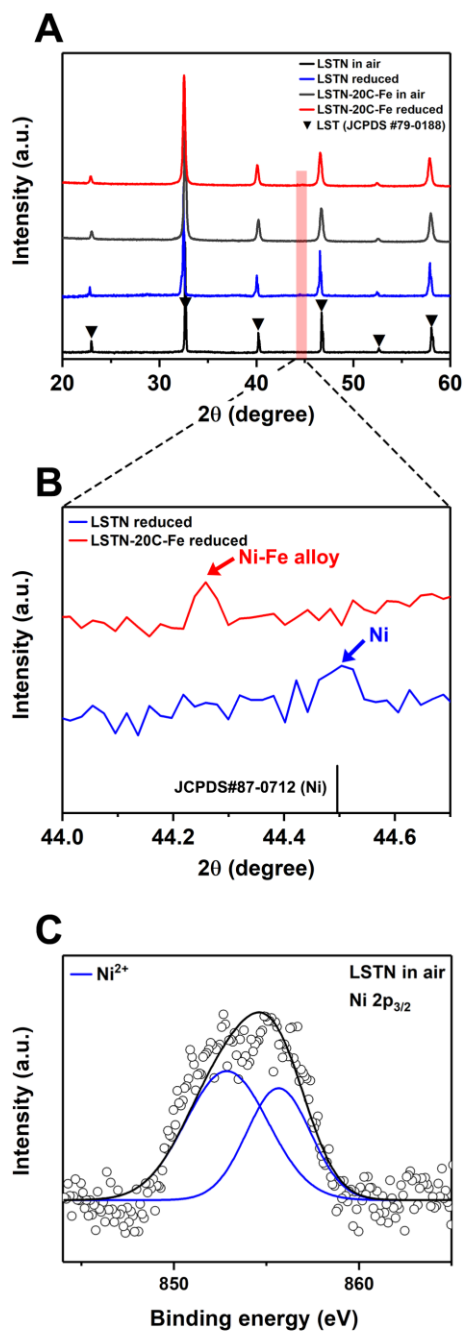 A
LSTN in air
LSTN reduced
LSTN-20C-Fe in air
LSTN-20C-Fe reduced
▼ LST (JCPDS #79-0188)
Intensity (a.u.)
20 30 40 50 60
2θ (degree)
B
LSTN reduced
LSTN-20C-Fe reduced
Ni-Fe alloy
Ni
Intensity (a.u.)
JCPDS#87-0712 (Ni)
44.0 44.2 44.4 44.6
2θ (degree)
C
Ni²⁺
LSTN in air
Ni 2p₃/₂
Intensity (a.u.)
850 860
Binding energy (eV)